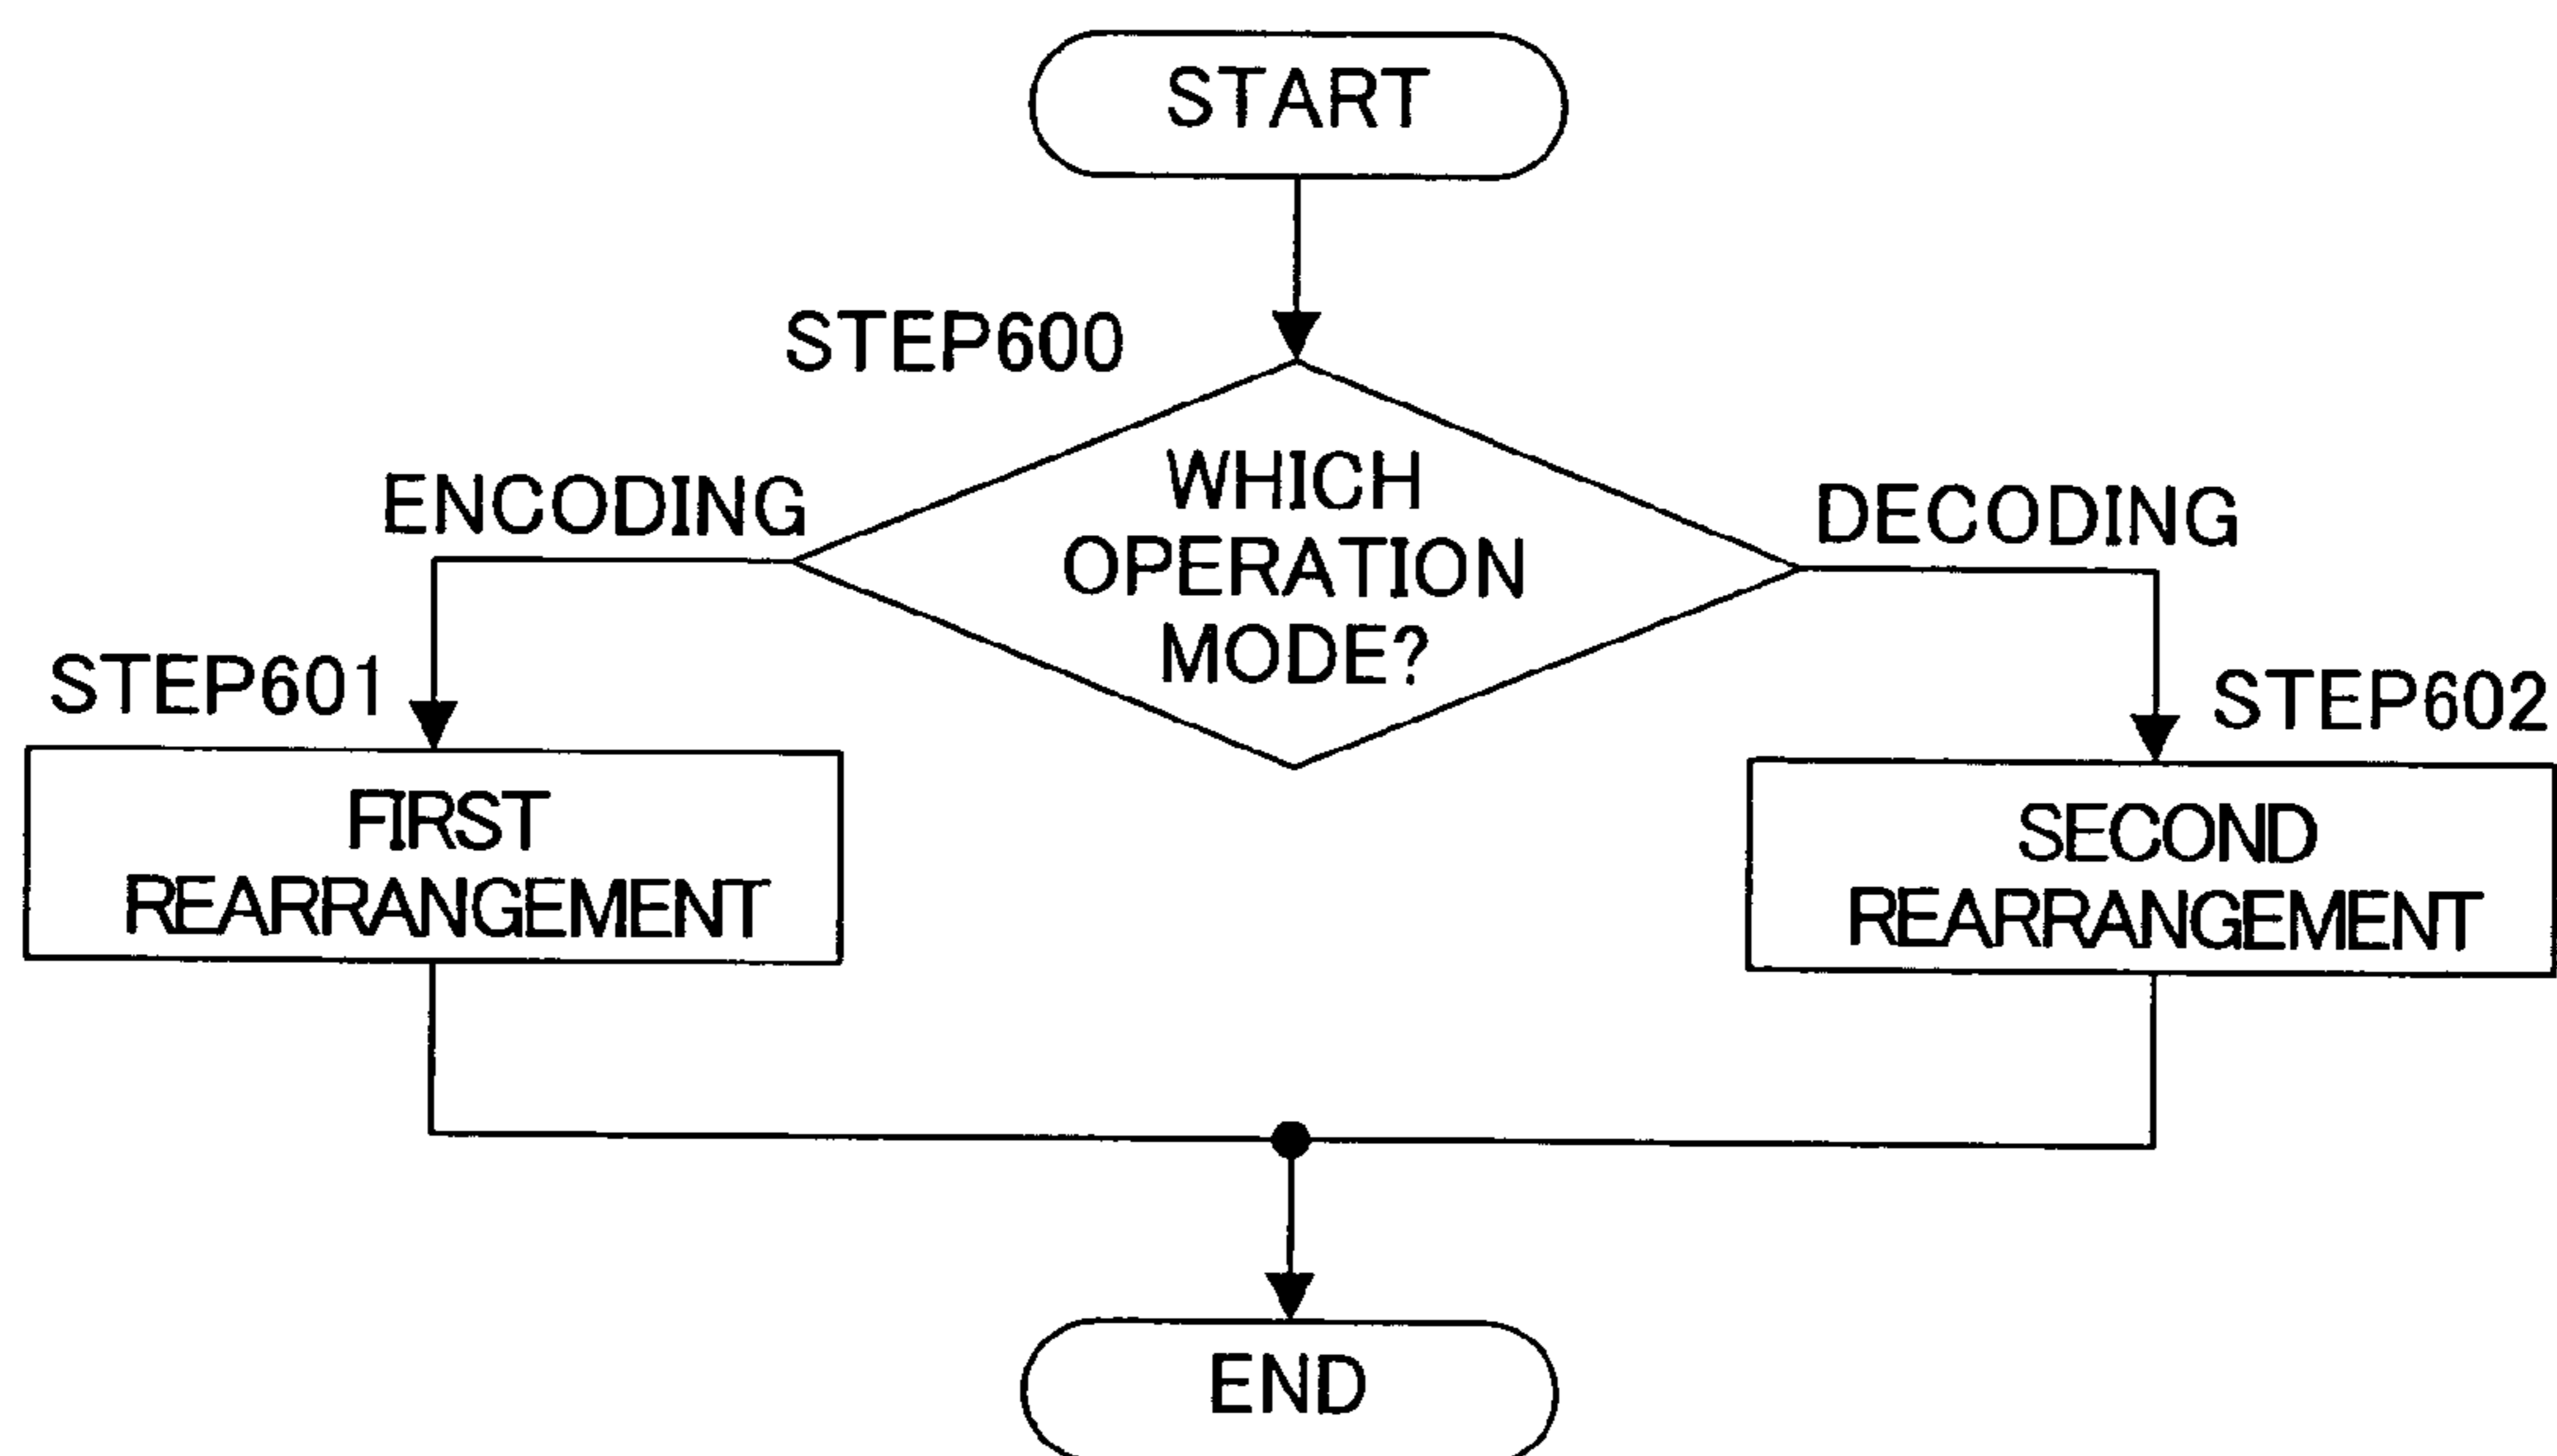 START
STEP600
WHICH
OPERATION
MODE?
ENCODING
DECODING
STEP601
FIRST
REARRANGEMENT
STEP602
SECOND
REARRANGEMENT
END